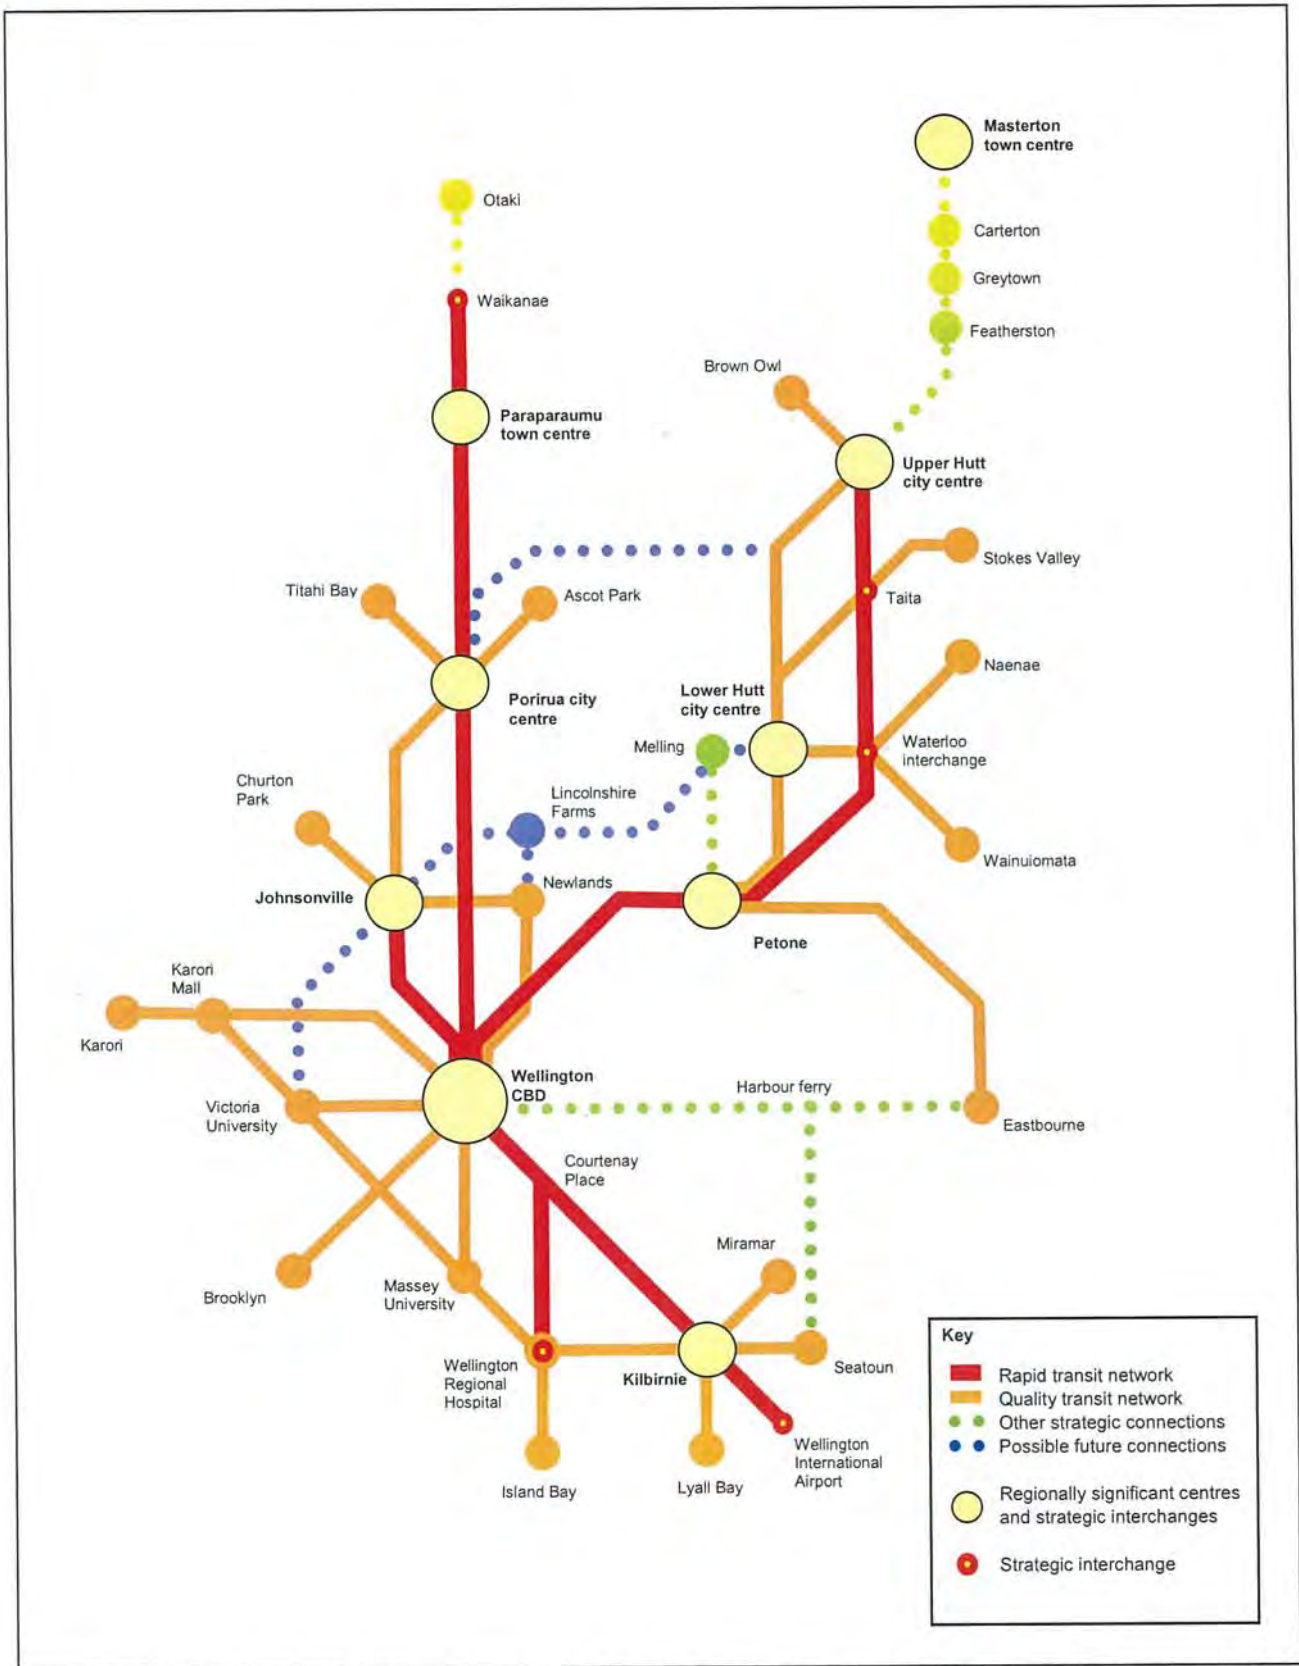 Masterton
town centre
Otaki
Carterton
Greytown
Waikanae
Featherston
Brown Owl
Paraparaumu
town centre
Upper Hutt
city centre
Stokes Valley
Titahi Bay
Ascot Park
Taita
Naenae
Lower Hutt
city centre
Porirua city
centre
Melling
Waterloo
interchange
Churton
Park
Lincolnshire
Farms
Wainuiomata
Johnsonville
Newlands
Petone
Karori
Mall
Karori
Wellington
CBD
Harbour ferry
Victoria
University
Eastbourne
Courtenay
Place
Miramar
Brooklyn
Massey
University
Wellington
Regional
Hospital
Kilbirnie
Seatoun
Wellington
International
Airport
Island Bay
Lyall Bay
Key
Rapid transit network
Quality transit network
Other strategic connections
Possible future connections
Regionally significant centres
and strategic interchanges
Strategic interchange